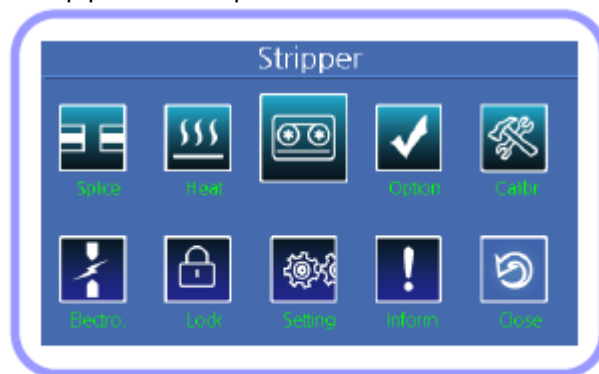 Stripper
Splice
Heat
Option
Calibr.
Electro.
Lock
Setting
Inform.
Close